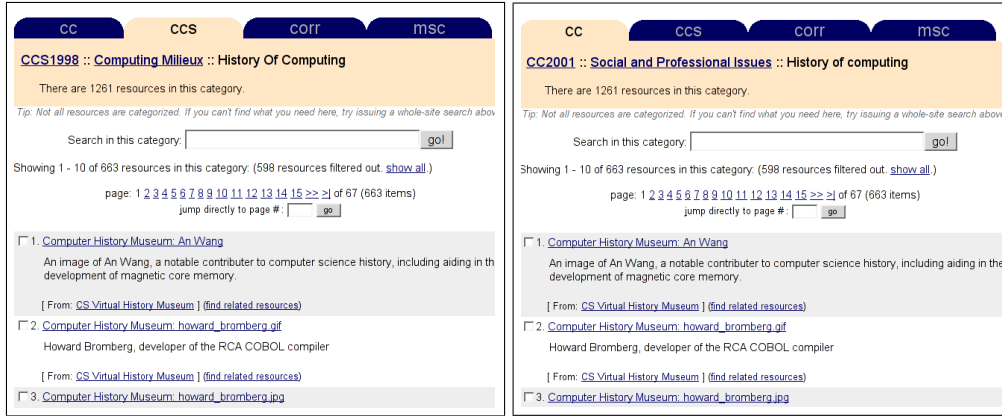 cc ccs corr msc
CCS1998 :: Computing Milieux :: History Of Computing
There are 1261 resources in this category.
Tip: Not all resources are categorized. If you can't find what you need here, try issuing a whole-site search abov
Search in this category: go!
Showing 1 - 10 of 663 resources in this category: (598 resources filtered out. show all.)
page: 1 2 3 4 5 6 7 8 9 10 11 12 13 14 15 >> >| of 67 (663 items)
jump directly to page #: go
1. Computer History Museum: An Wang
An image of An Wang, a notable contributer to computer science history, including aiding in th
development of magnetic core memory.
[ From: CS Virtual History Museum ] (find related resources)
2. Computer History Museum: howard_bromberg.gif
Howard Bromberg, developer of the RCA COBOL compiler
[ From: CS Virtual History Museum ] (find related resources)
3. Computer History Museum: howard_bromberg.jpg
cc ccs corr msc
CC2001 :: Social and Professional Issues :: History of computing
There are 1261 resources in this category.
Tip: Not all resources are categorized. If you can't find what you need here, try issuing a whole-site search above
Search in this category: go!
Showing 1 - 10 of 663 resources in this category: (598 resources filtered out. show all.)
page: 1 2 3 4 5 6 7 8 9 10 11 12 13 14 15 >> >| of 67 (663 items)
jump directly to page #: go
1. Computer History Museum: An Wang
An image of An Wang, a notable contributer to computer science history, including aiding in the
development of magnetic core memory.
[ From: CS Virtual History Museum ] (find related resources)
2. Computer History Museum: howard_bromberg.gif
Howard Bromberg, developer of the RCA COBOL compiler
[ From: CS Virtual History Museum ] (find related resources)
3. Computer History Museum: howard_bromberg.jpg